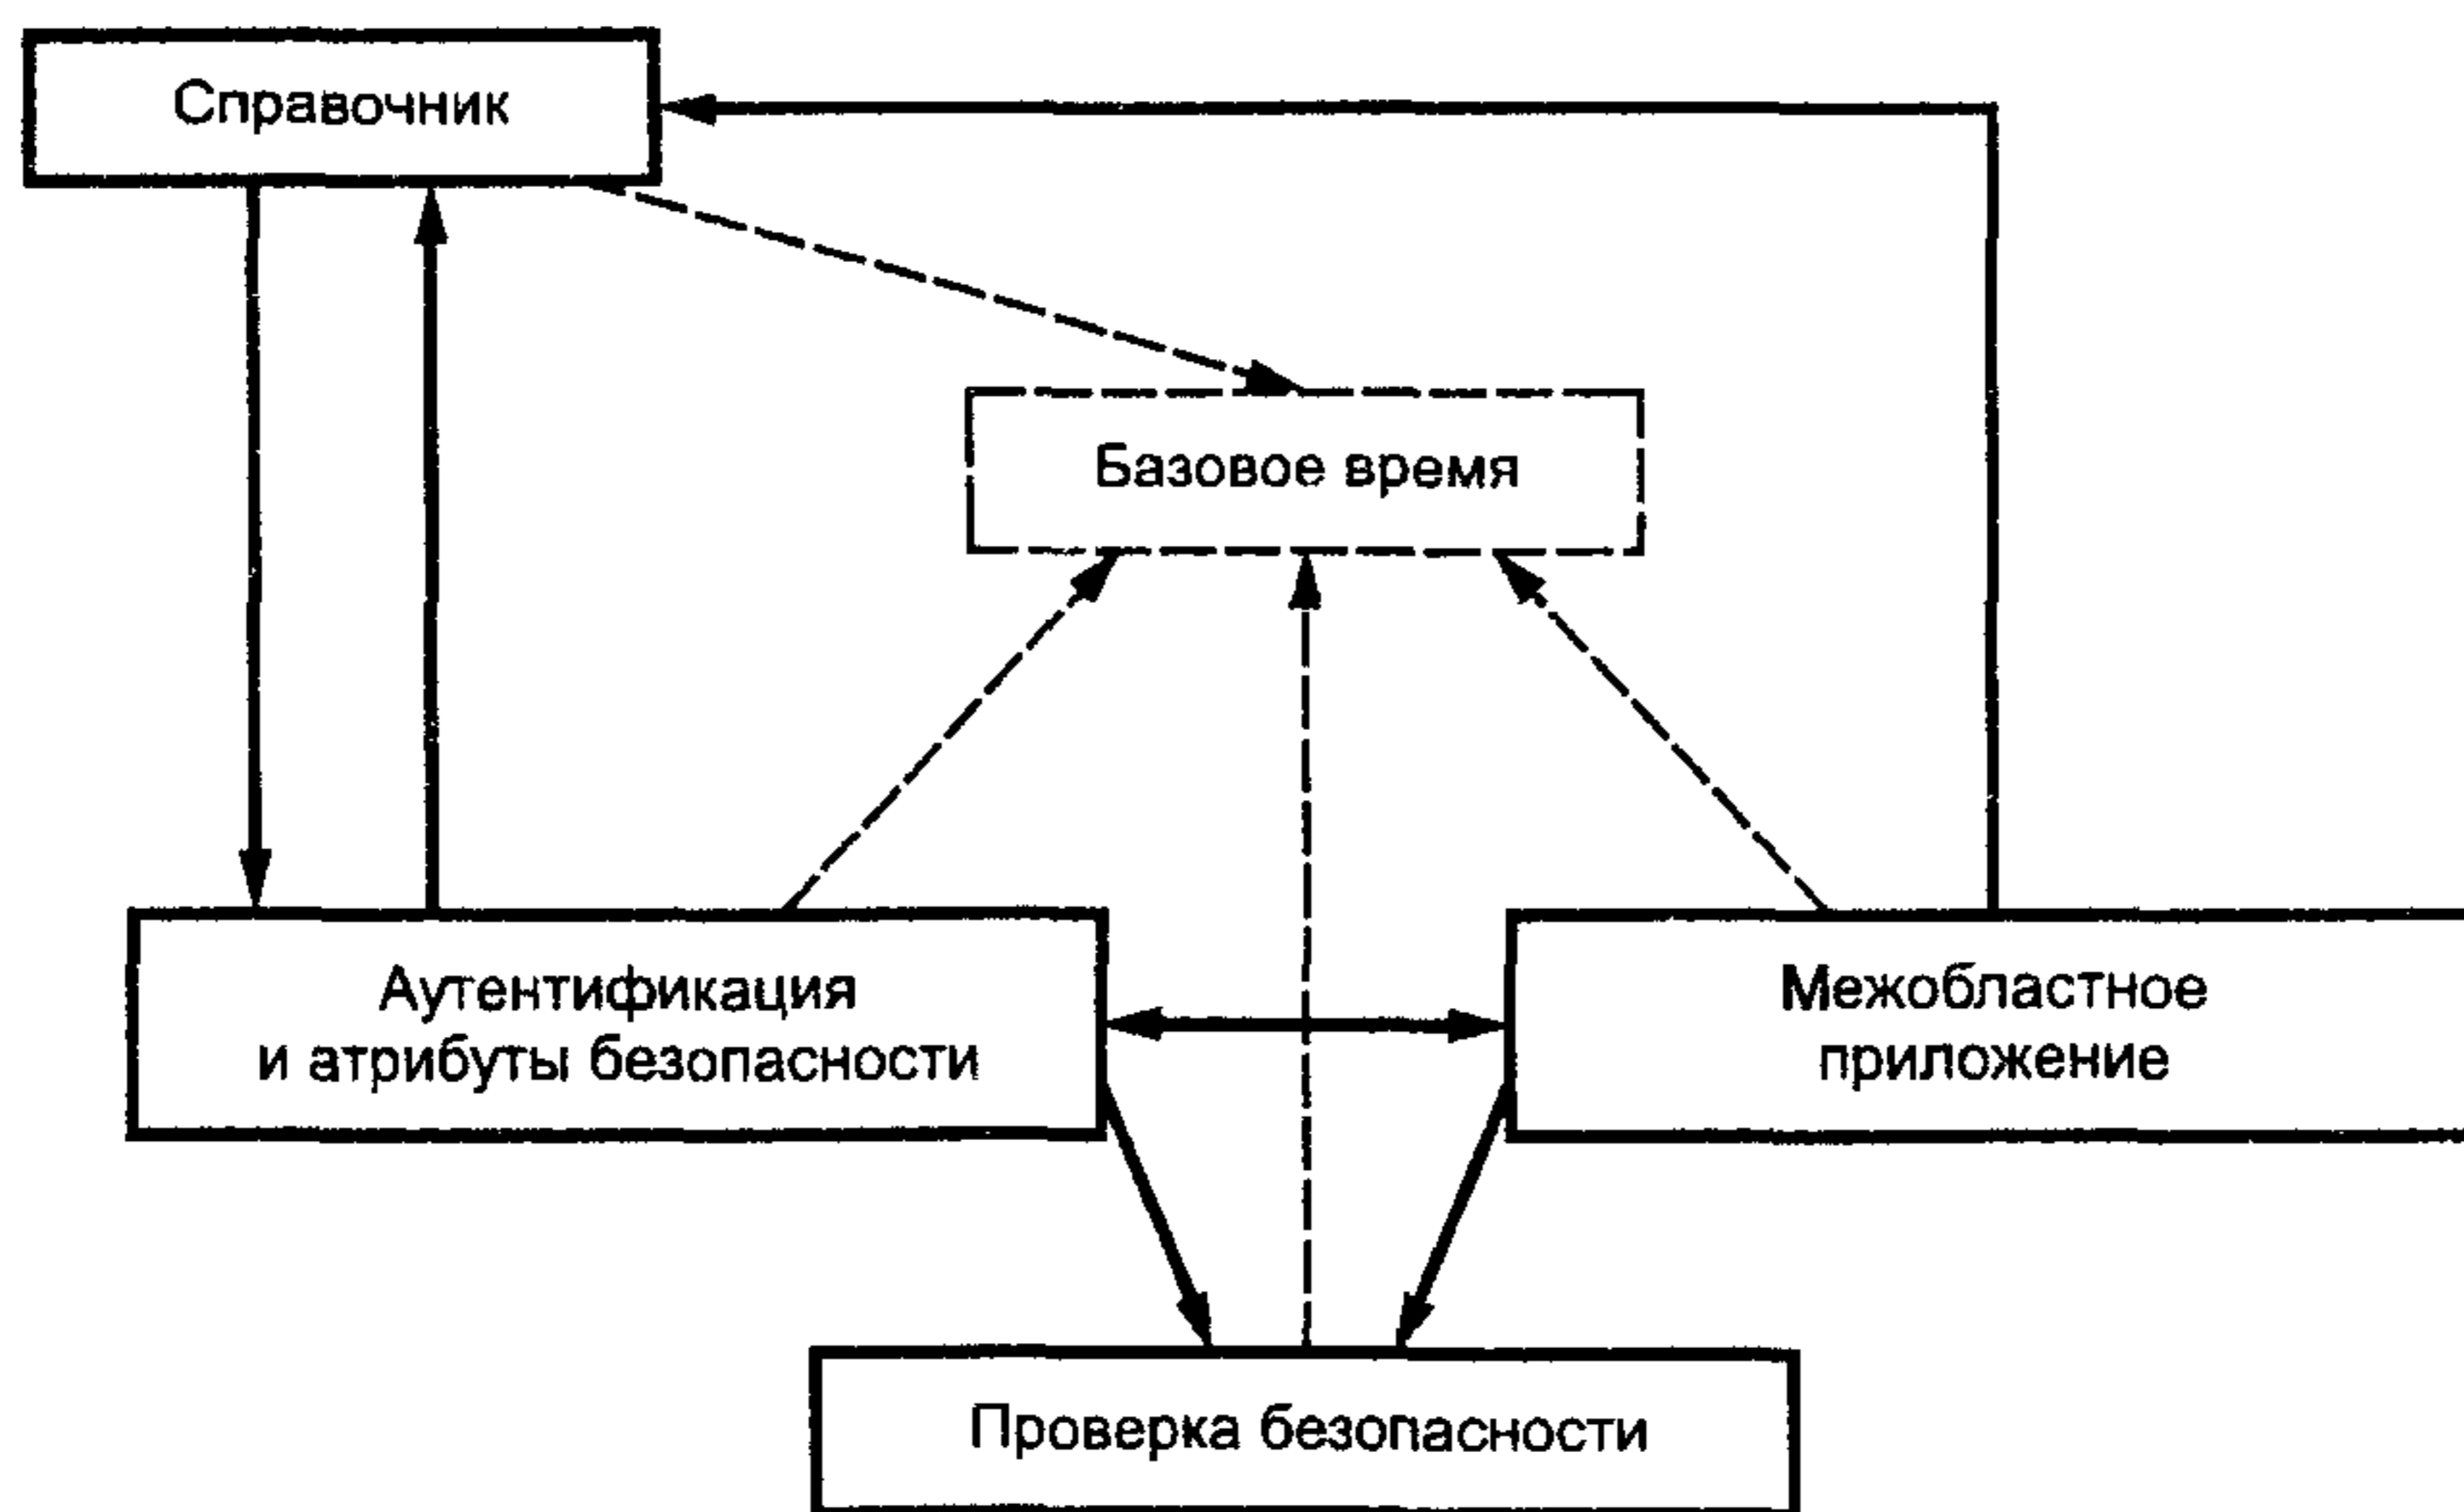 Справочник
Базовое время
Аутентификация
и атрибуты безопасности
Межобластное
приложение
Проверка безопасности